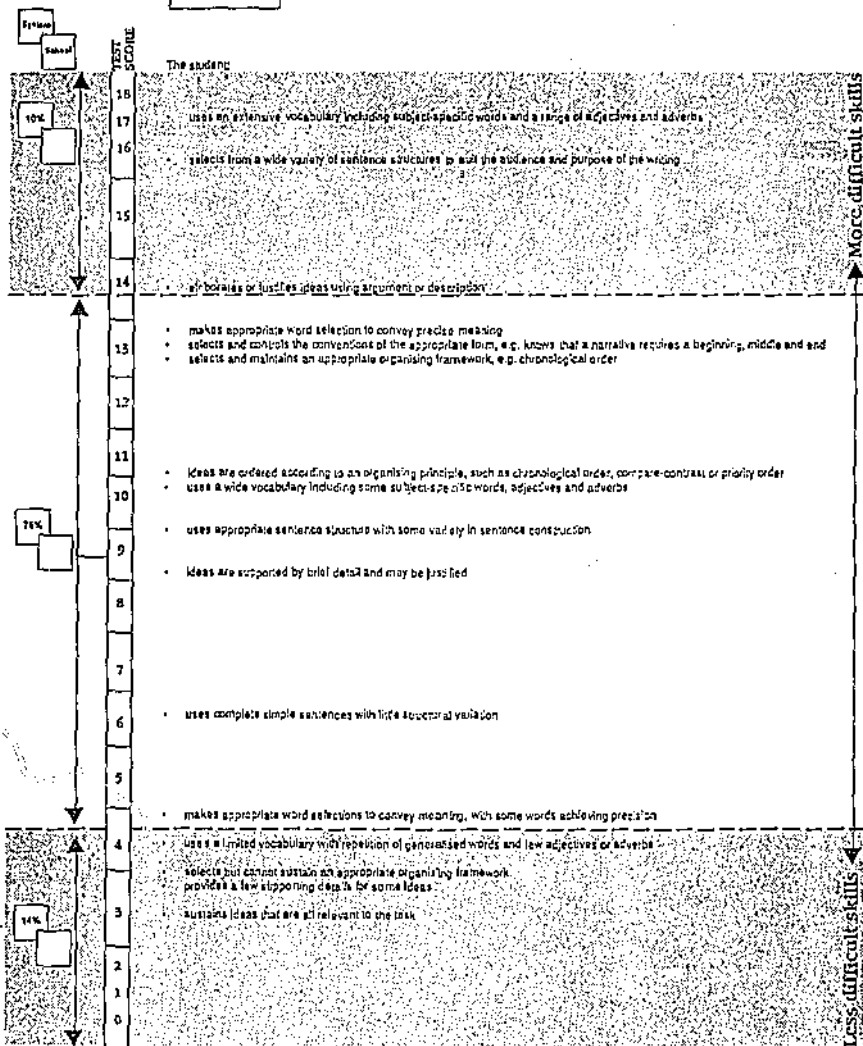 System
School
TEST SCORE
The student:
18
10%
17
• uses an extensive vocabulary including subject-specific words and a range of adjectives and adverbs
16
• selects from a wide variety of sentence structures to suit the audience and purpose of the writing
15
14
• elaborates or justifies ideas using argument or description
• makes appropriate word selection to convey precise meaning
13
• selects and controls the conventions of the appropriate form, e.g. knows that a narrative requires a beginning, middle and end
• selects and maintains an appropriate organising framework, e.g. chronological order
12
11
• ideas are ordered according to an organising principle, such as chronological order, compare-contrast or priority order
10
• uses a wide vocabulary including some subject-specific words, adjectives and adverbs
76%
• uses appropriate sentence structure with some variety in sentence construction
9
• ideas are supported by brief detail and may be justified
8
7
6
• uses complete simple sentences with little structural variation
5
• makes appropriate word selections to convey meaning, with some words achieving precision
4
• uses a limited vocabulary with repetition of generalised words and few adjectives or adverbs
• selects but cannot sustain an appropriate organising framework
• provides a few supporting details for some ideas
14%
3
• sustains ideas that are all relevant to the task
2
1
0
More difficult skills
Less difficult skills